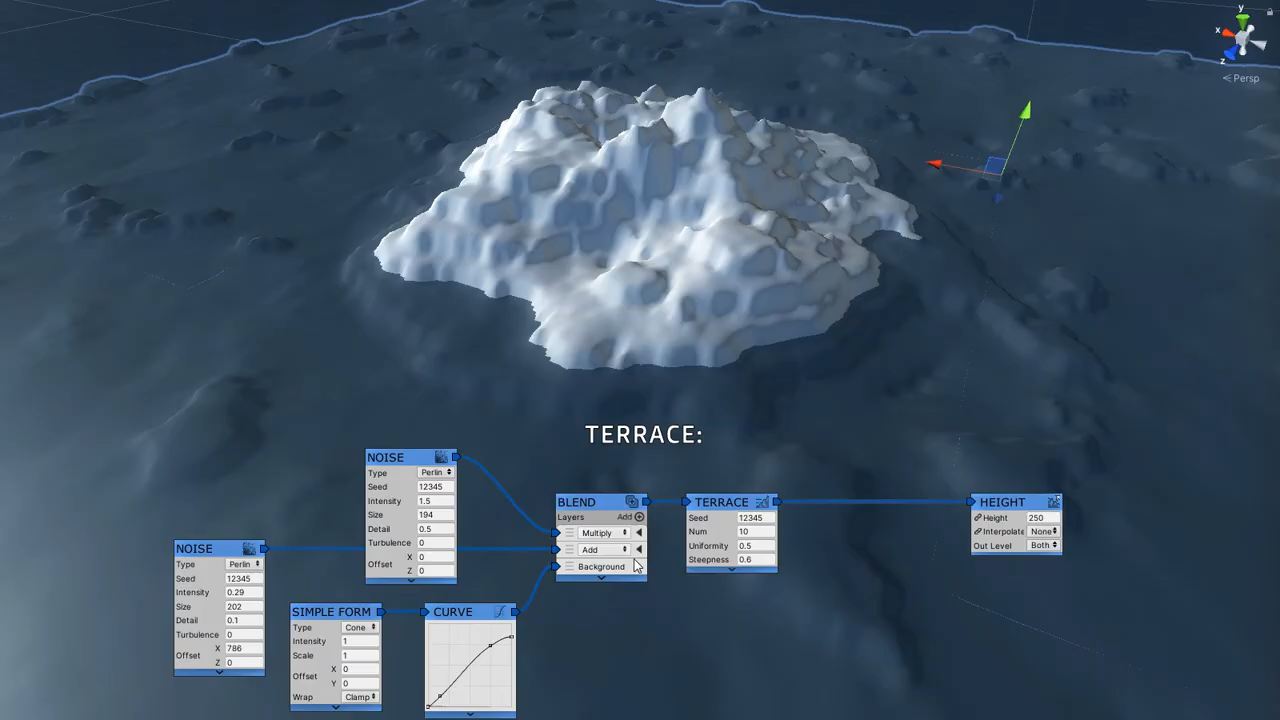 y
x
z
< Persp
TERRACE:
NOISE
Type Perlin
Seed 12345
Intensity 1.5
Size 194
Detail 0.5
Turbulence 0
Offset X 0
Z 0
BLEND
Layers Add
Multiply
Add
Background
TERRACE
Seed 12345
Num 10
Uniformity 0.5
Steepness 0.6
HEIGHT
Height 250
Interpolate None
Out Level Both
NOISE
Type Perlin
Seed 12345
Intensity 0.29
Size 202
Detail 0.1
Turbulence 0
Offset X 786
Z 0
SIMPLE FORM
Type Cone
Intensity 1
Scale 1
Offset X 0
Y 0
Wrap Clamp
CURVE